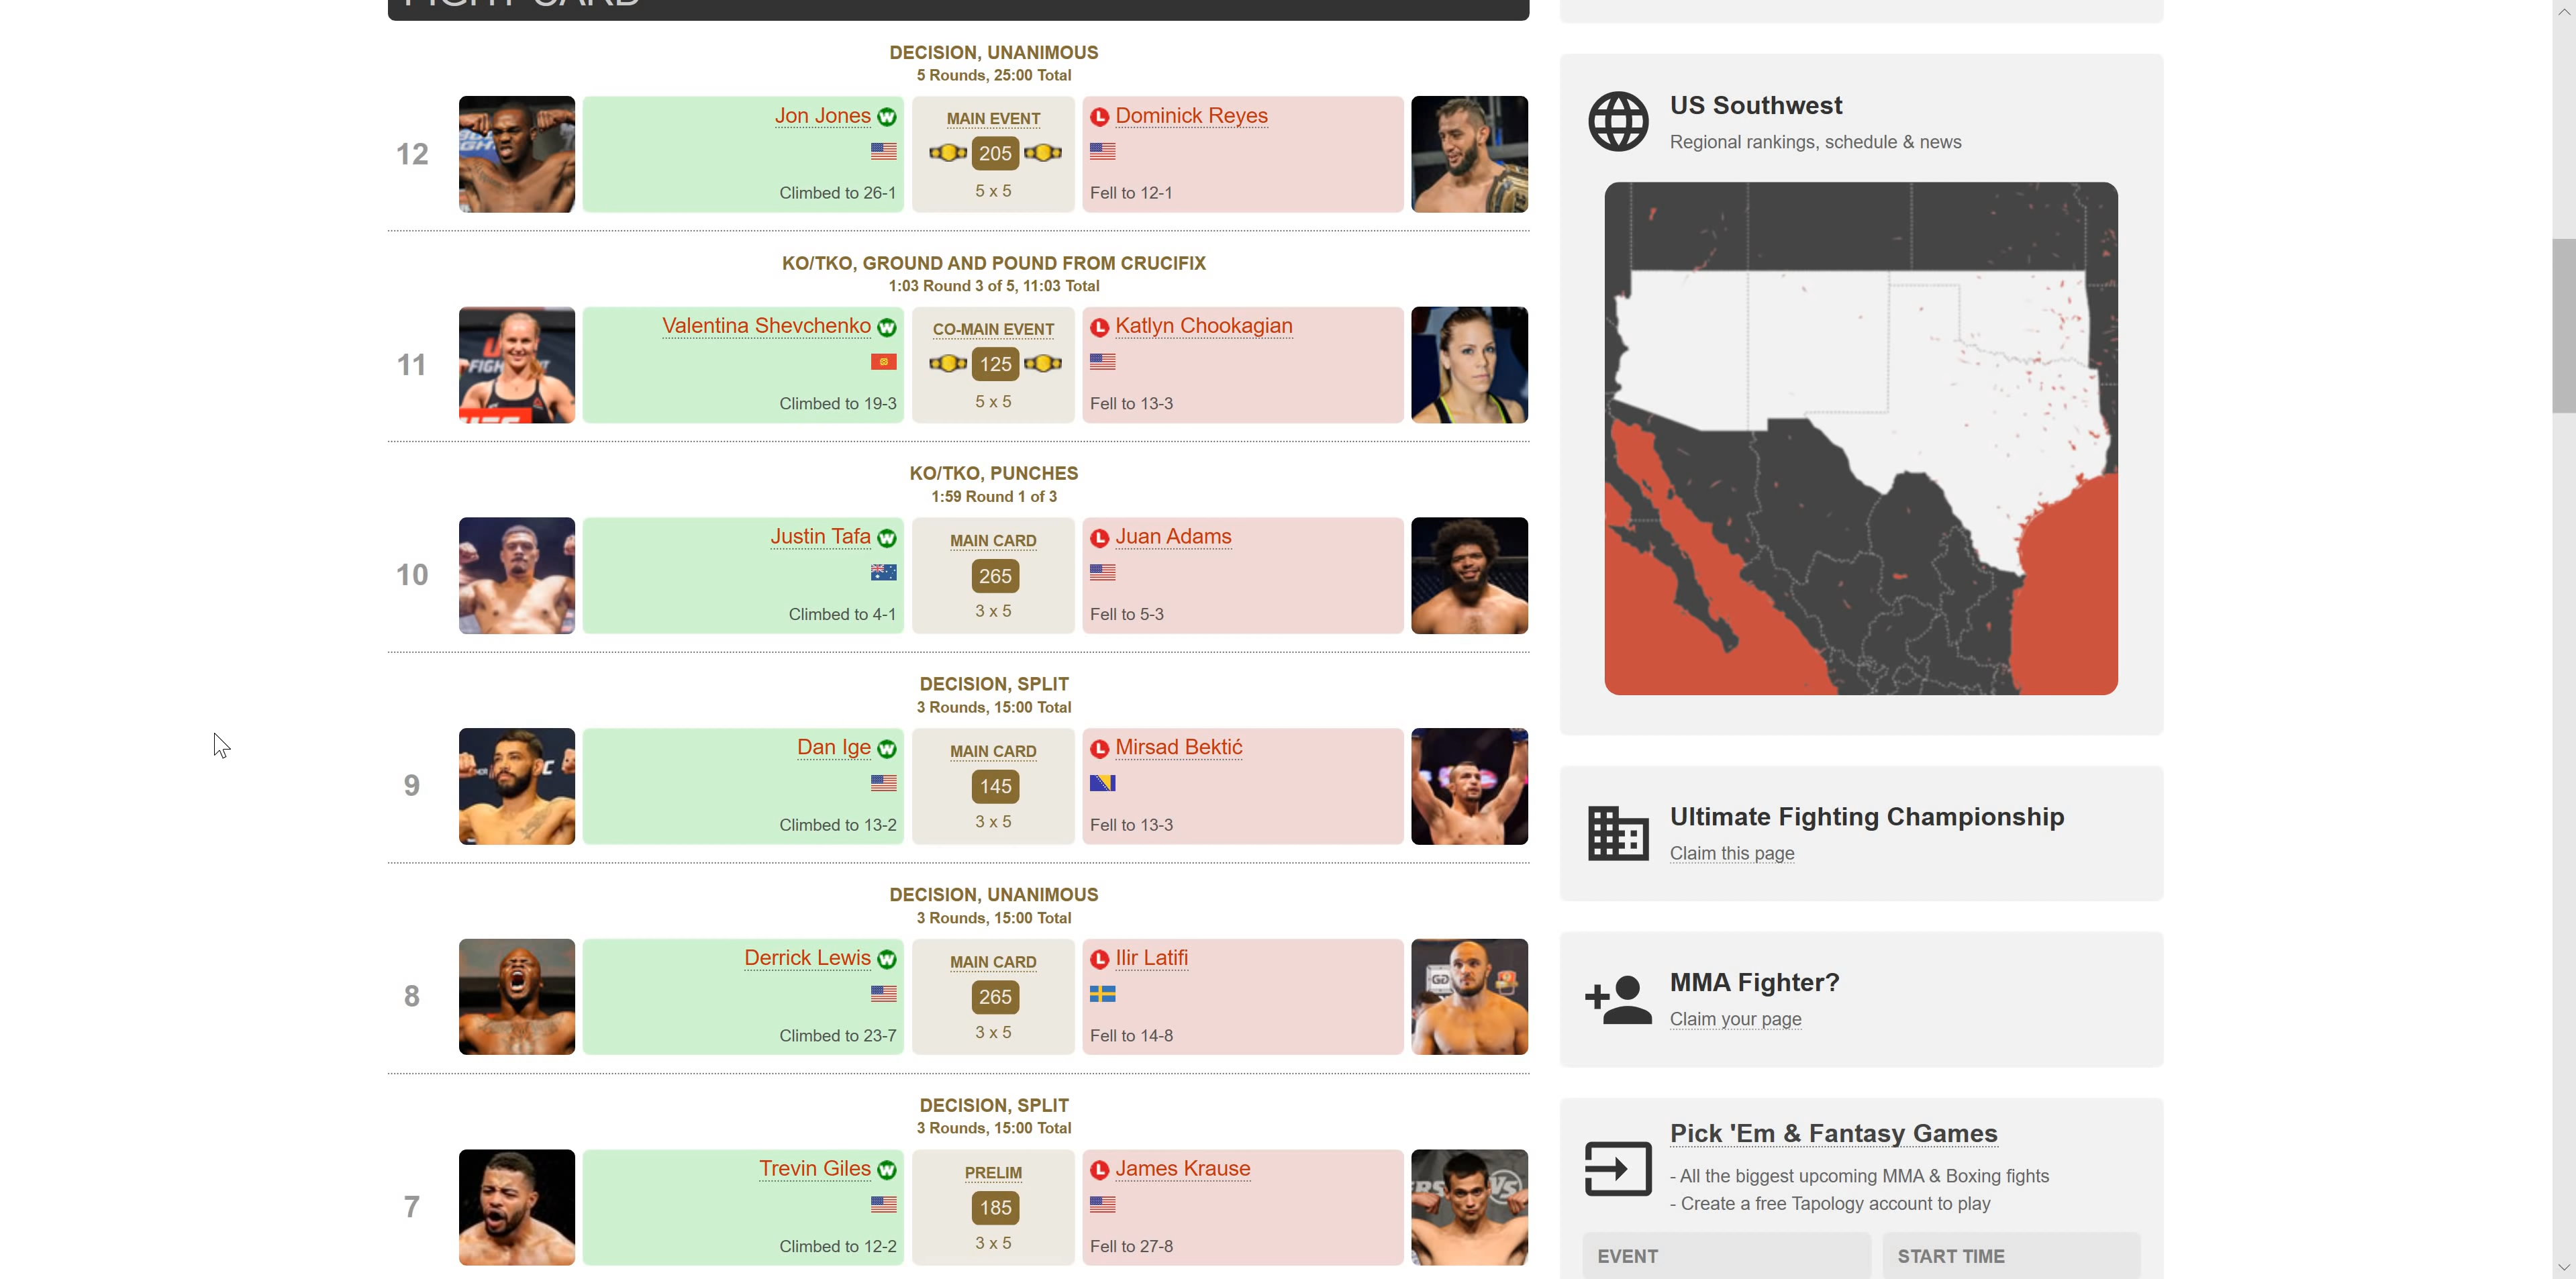 FIGHT CARD
DECISION, UNANIMOUS
5 Rounds, 25:00 Total
12
Jon Jones W
MAIN EVENT
L Dominick Reyes
205
Climbed to 26-1
5 x 5
Fell to 12-1
KO/TKO, GROUND AND POUND FROM CRUCIFIX
1:03 Round 3 of 5, 11:03 Total
11
Valentina Shevchenko W
CO-MAIN EVENT
L Katlyn Chookagian
125
Climbed to 19-3
5 x 5
Fell to 13-3
KO/TKO, PUNCHES
1:59 Round 1 of 3
10
Justin Tafa W
MAIN CARD
L Juan Adams
265
Climbed to 4-1
3 x 5
Fell to 5-3
DECISION, SPLIT
3 Rounds, 15:00 Total
9
Dan Ige W
MAIN CARD
L Mirsad Bektić
145
Climbed to 13-2
3 x 5
Fell to 13-3
DECISION, UNANIMOUS
3 Rounds, 15:00 Total
8
Derrick Lewis W
MAIN CARD
L Ilir Latifi
265
Climbed to 23-7
3 x 5
Fell to 14-8
DECISION, SPLIT
3 Rounds, 15:00 Total
7
Trevin Giles W
PRELIM
L James Krause
185
Climbed to 12-2
3 x 5
Fell to 27-8
US Southwest
Regional rankings, schedule & news
Ultimate Fighting Championship
Claim this page
MMA Fighter?
Claim your page
Pick 'Em & Fantasy Games
- All the biggest upcoming MMA & Boxing fights
- Create a free Tapology account to play
EVENT
START TIME